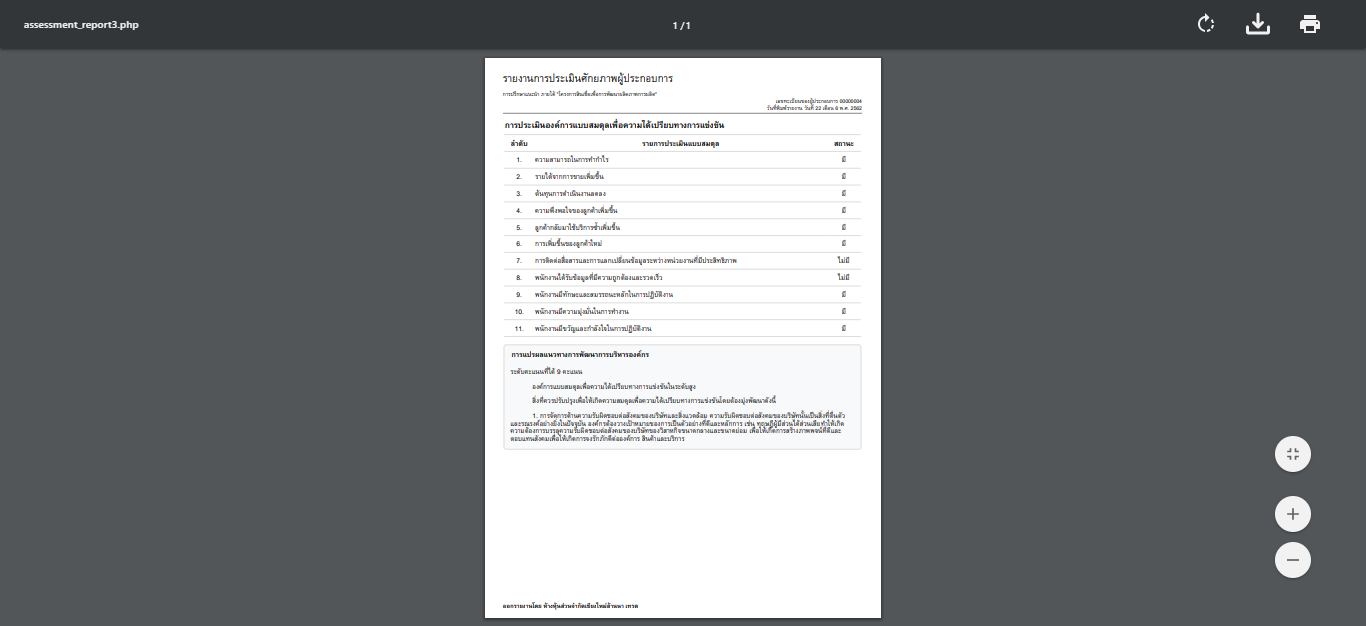 assessment_report3.php
1 / 1
รายงานการประเมินศักยภาพผู้ประกอบการ
การปรึกษาแนะนำ ภายใต้ "โครงการสินเชื่อเพื่อการพัฒนาผลิตภาพการผลิต"
เลขทะเบียนของผู้ประกอบการ 00000004
วันที่พิมพ์รายงาน วันที่ 22 เดือน 6 พ.ศ. 2562
การประเมินองค์การแบบสมดุลเพื่อความได้เปรียบทางการแข่งขัน
ลำดับ รายการประเมินแบบสมดุล สถานะ
1. ความสามารถในการทำกำไร มี
2. รายได้จากการขายเพิ่มขึ้น มี
3. ต้นทุนการดำเนินงานลดลง มี
4. ความพึงพอใจของลูกค้าเพิ่มขึ้น มี
5. ลูกค้ากลับมาใช้บริการซ้ำเพิ่มขึ้น มี
6. การเพิ่มขึ้นของลูกค้าใหม่ มี
7. การติดต่อสื่อสารและการแลกเปลี่ยนข้อมูลระหว่างหน่วยงานที่มีประสิทธิภาพ ไม่มี
8. พนักงานได้รับข้อมูลที่มีความถูกต้องและรวดเร็ว ไม่มี
9. พนักงานมีทักษะและสมรรถนะหลักในการปฏิบัติงาน มี
10. พนักงานมีความมุ่งมั่นในการทำงาน มี
11. พนักงานมีขวัญและกำลังใจในการปฏิบัติงาน มี
การแปรผลแนวทางการพัฒนาการบริหารองค์กร
ระดับคะแนนที่ได้ 9 คะแนน
องค์การแบบสมดุลเพื่อความได้เปรียบทางการแข่งขันในระดับสูง
สิ่งที่ควรปรับปรุงเพื่อให้เกิดความสมดุลเพื่อความได้เปรียบทางการแข่งขันโดยต้องมุ่งพัฒนาดังนี้
1. การจัดการด้านความรับผิดชอบต่อสังคมของบริษัทและสิ่งแวดล้อม ความรับผิดชอบต่อสังคมของบริษัทนั้นเป็นสิ่งที่ตื่นตัว
และรณรงค์อย่างยิ่งในปัจจุบัน องค์กรต้องวางเป้าหมายของการเป็นตัวอย่างที่ดีและหลักการ เช่น ทฤษฎีผู้มีส่วนได้ส่วนเสียทำให้เกิด
ความต้องการบรรลุความรับผิดชอบต่อสังคมของบริษัทของวิสาหกิจขนาดกลางและขนาดย่อม เพื่อให้เกิดการสร้างภาพพจน์ที่ดีและ
ตอบแทนสังคมเพื่อให้เกิดการจงรักภักดีต่อองค์การ สินค้าและบริการ
ออกรายงานโดย ห้างหุ้นส่วนจำกัดเชียงใหม่ล้านนา เทรด